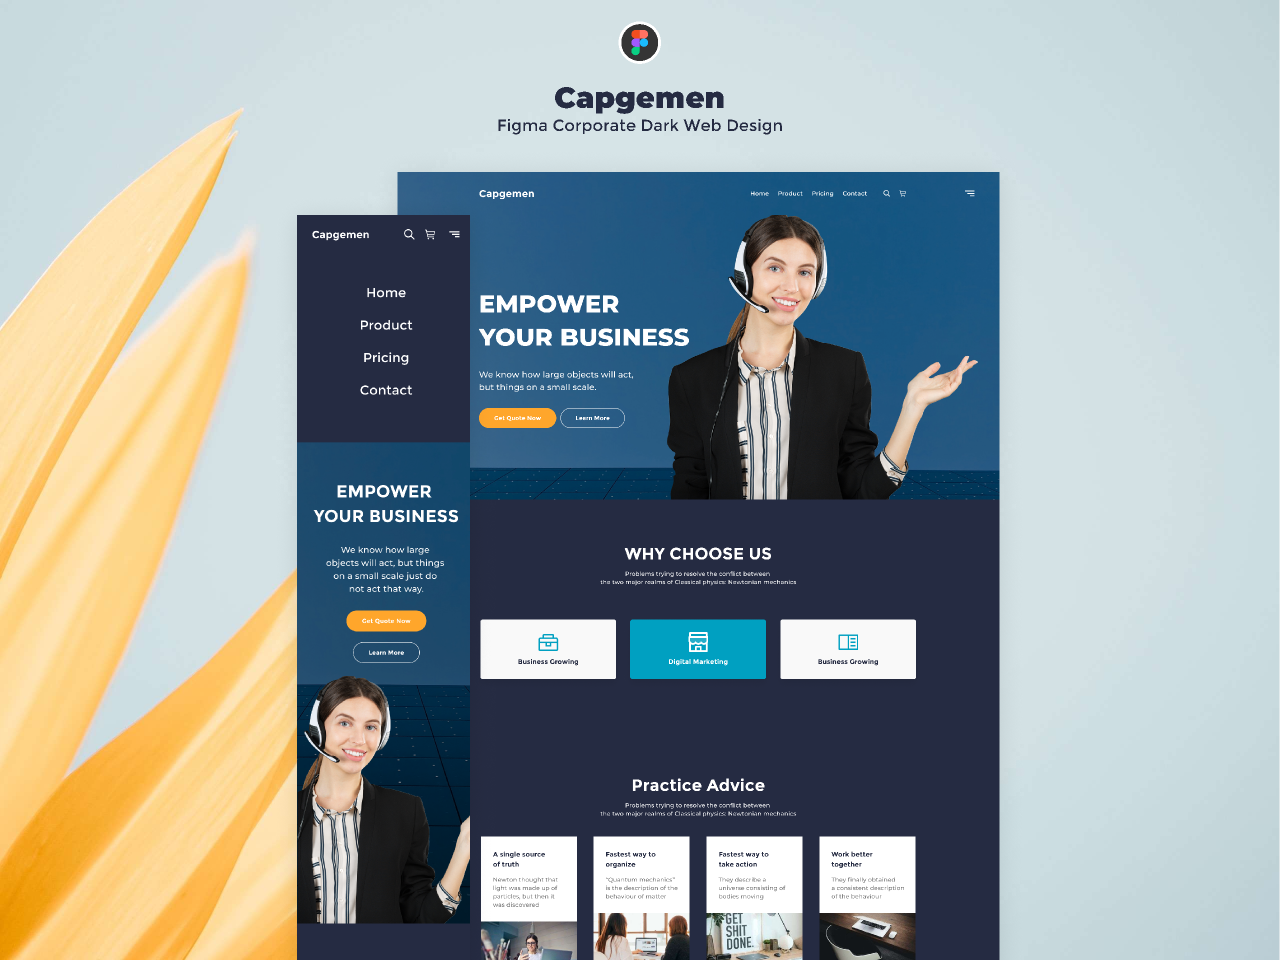 Capgemen
Figma Corporate Dark Web Design
Capgemen
Home Product Pricing Contact
EMPOWER
YOUR BUSINESS
We know how large objects will act,
but things on a small scale.
Get Quote Now Learn More
Capgemen
Home
Product
Pricing
Contact
EMPOWER
YOUR BUSINESS
We know how large
objects will act, but things
on a small scale just do
not act that way.
Get Quote Now
Learn More
WHY CHOOSE US
Problems trying to resolve the conflict between
the two major realms of Classical physics: Newtonian mechanics
Business Growing
Digital Marketing
Business Growing
Practice Advice
Problems trying to resolve the conflict between
the two major realms of Classical physics: Newtonian mechanics
A single source
of truth
Newton thought that
light was made up of
particles, but then it
was discovered
Fastest way to
organize
"Quantum mechanics"
is the description of the
behaviour of matter
Fastest way to
take action
They describe a
universe consisting of
bodies moving
GET
SHIT
DONE.
Work better
together
They finally obtained
a consistent description
of the behaviour